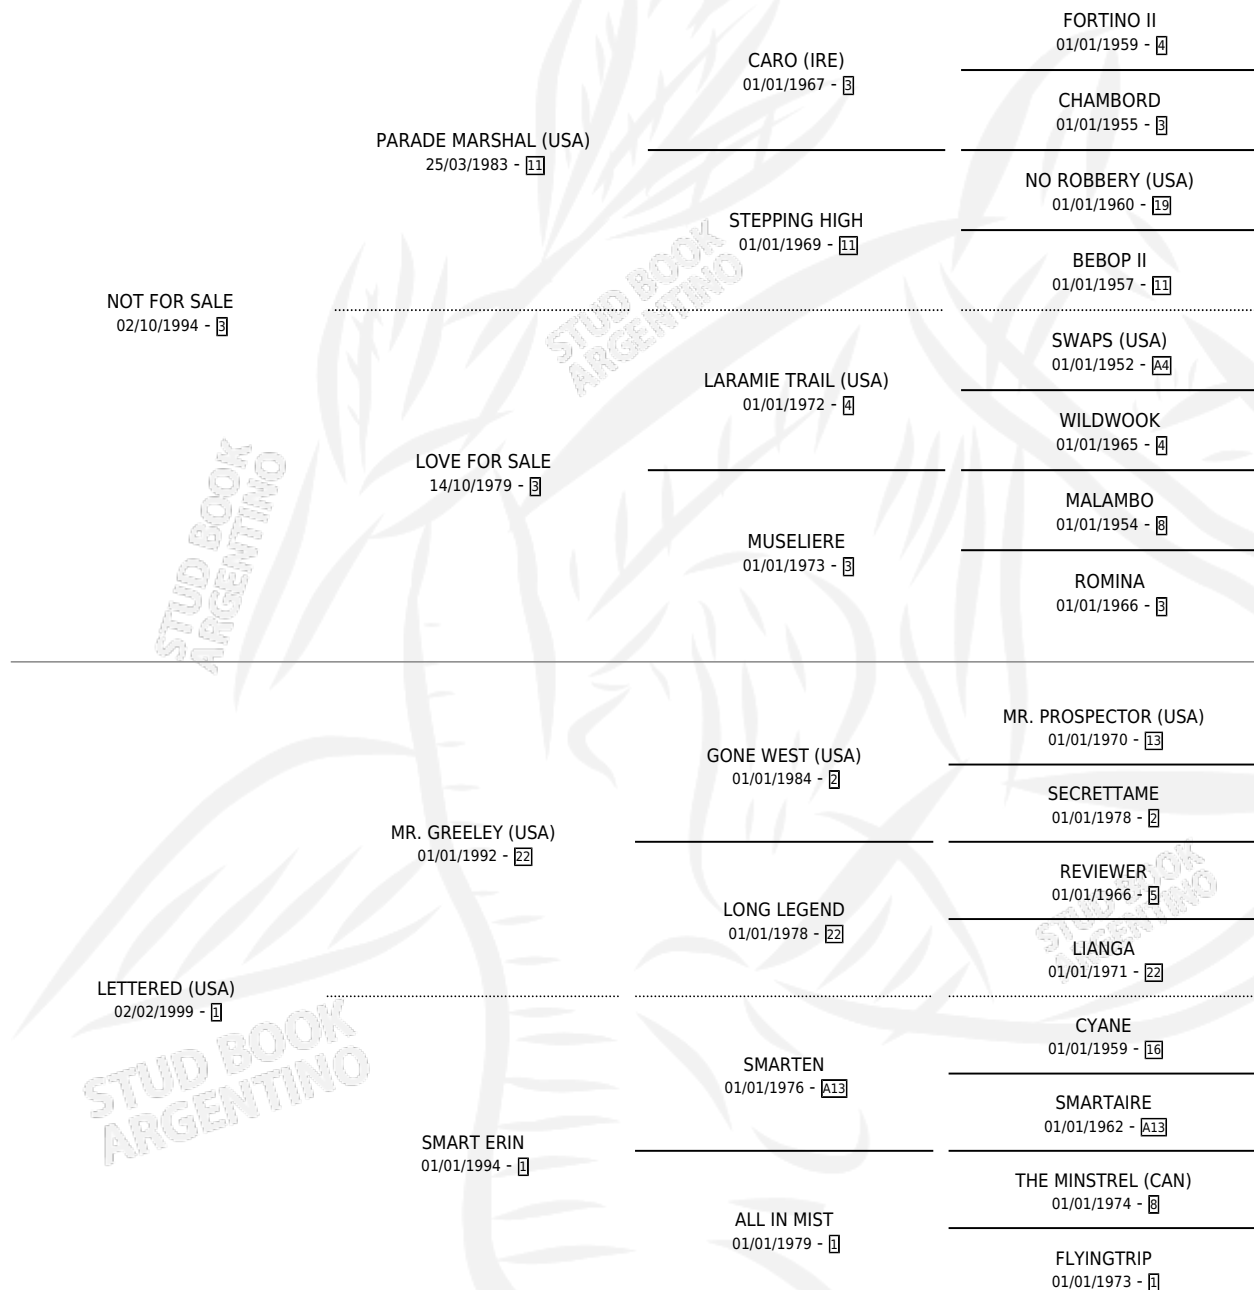 FORTINO II
01/01/1959 - 4
CARO (IRE)
01/01/1967 - 3
CHAMBORD
01/01/1955 - 3
PARADE MARSHAL (USA)
25/03/1983 - 11
NO ROBBERY (USA)
01/01/1960 - 19
STEPPING HIGH
01/01/1969 - 11
BEBOP II
01/01/1957 - 11
NOT FOR SALE
02/10/1994 - 3
STUD BOOK
ARGENTINO
SWAPS (USA)
01/01/1952 - A4
LARAMIE TRAIL (USA)
01/01/1972 - 4
WILDWOOK
01/01/1965 - 4
LOVE FOR SALE
14/10/1979 - 3
MALAMBO
01/01/1954 - 8
MUSELIERE
01/01/1973 - 3
ROMINA
01/01/1966 - 3
STUD BOOK
ARGENTINO
MR. PROSPECTOR (USA)
01/01/1970 - 13
GONE WEST (USA)
01/01/1984 - 2
SECRETTAME
01/01/1978 - 2
MR. GREELEY (USA)
01/01/1992 - 22
REVIEWER
01/01/1966 - 5
LONG LEGEND
01/01/1978 - 22
STUD BOOK
ARGENTINO
LIANGA
01/01/1971 - 22
LETTERED (USA)
02/02/1999 - 1
CYANE
01/01/1959 - 16
STUD BOOK
ARGENTINO
SMARTEN
01/01/1976 - A13
SMARTAIRE
01/01/1962 - A13
SMART ERIN
01/01/1994 - 1
THE MINSTREL (CAN)
01/01/1974 - 8
ALL IN MIST
01/01/1979 - 1
FLYINGTRIP
01/01/1973 - 1